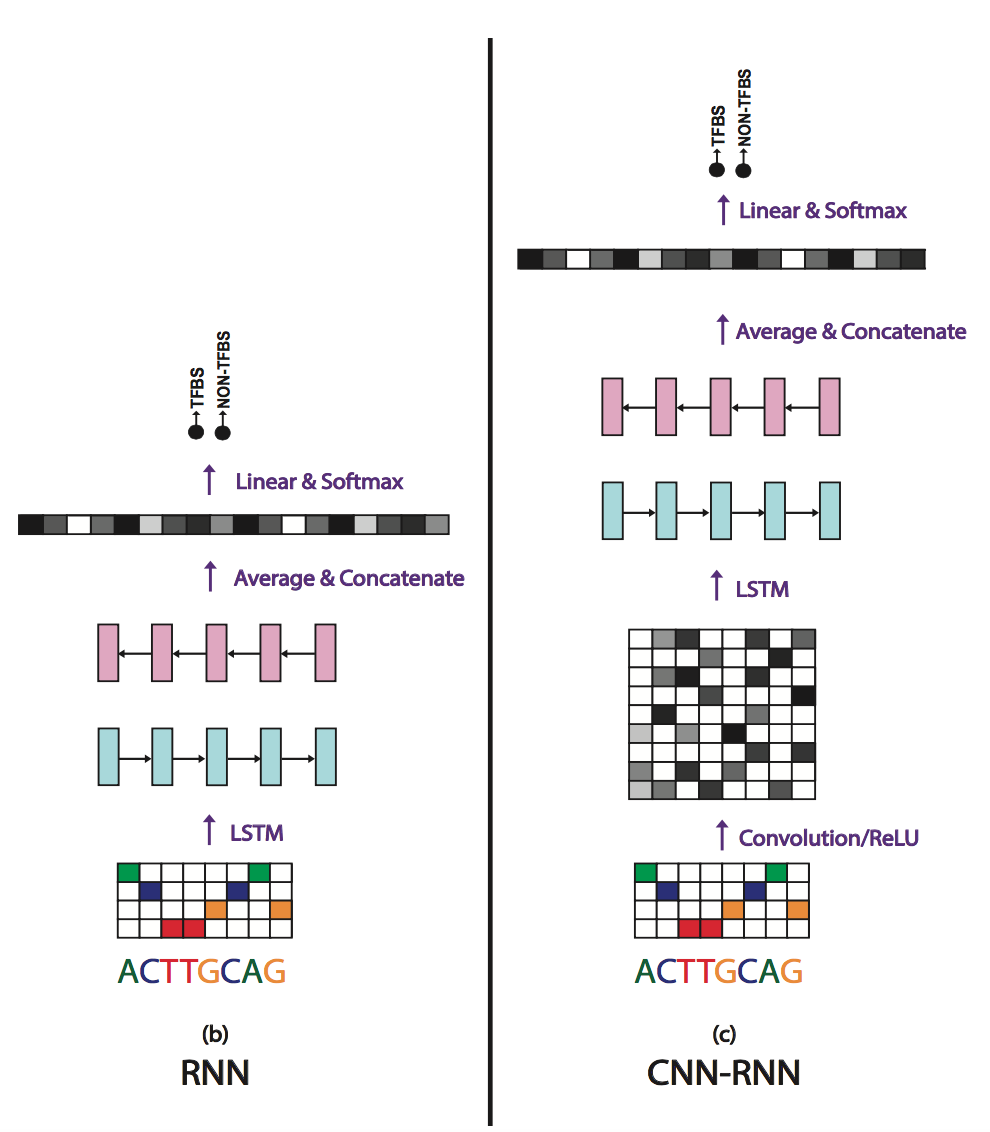 TFBS
NON-TFBS
Linear & Softmax
Average & Concatenate
LSTM
ACTTGCAG
(b)
RNN
TFBS
NON-TFBS
Linear & Softmax
Average & Concatenate
LSTM
Convolution/ReLU
ACTTGCAG
(c)
CNN-RNN